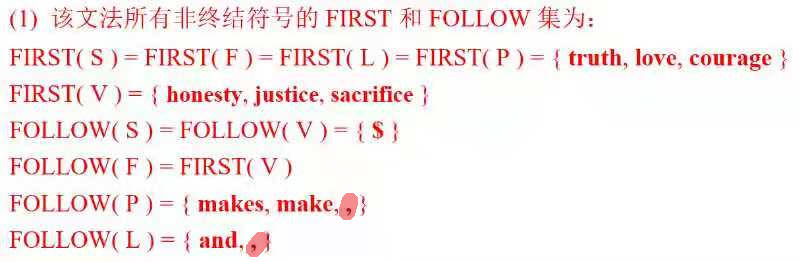 (1) 该文法所有非终结符号的 FIRST 和 FOLLOW 集为：
FIRST( S ) = FIRST( F ) = FIRST( L ) = FIRST( P ) = { truth, love, courage }
FIRST( V ) = { honesty, justice, sacrifice }
FOLLOW( S ) = FOLLOW( V ) = { $ }
FOLLOW( F ) = FIRST( V )
FOLLOW( P ) = { makes, make, , }
FOLLOW( L ) = { and, , }